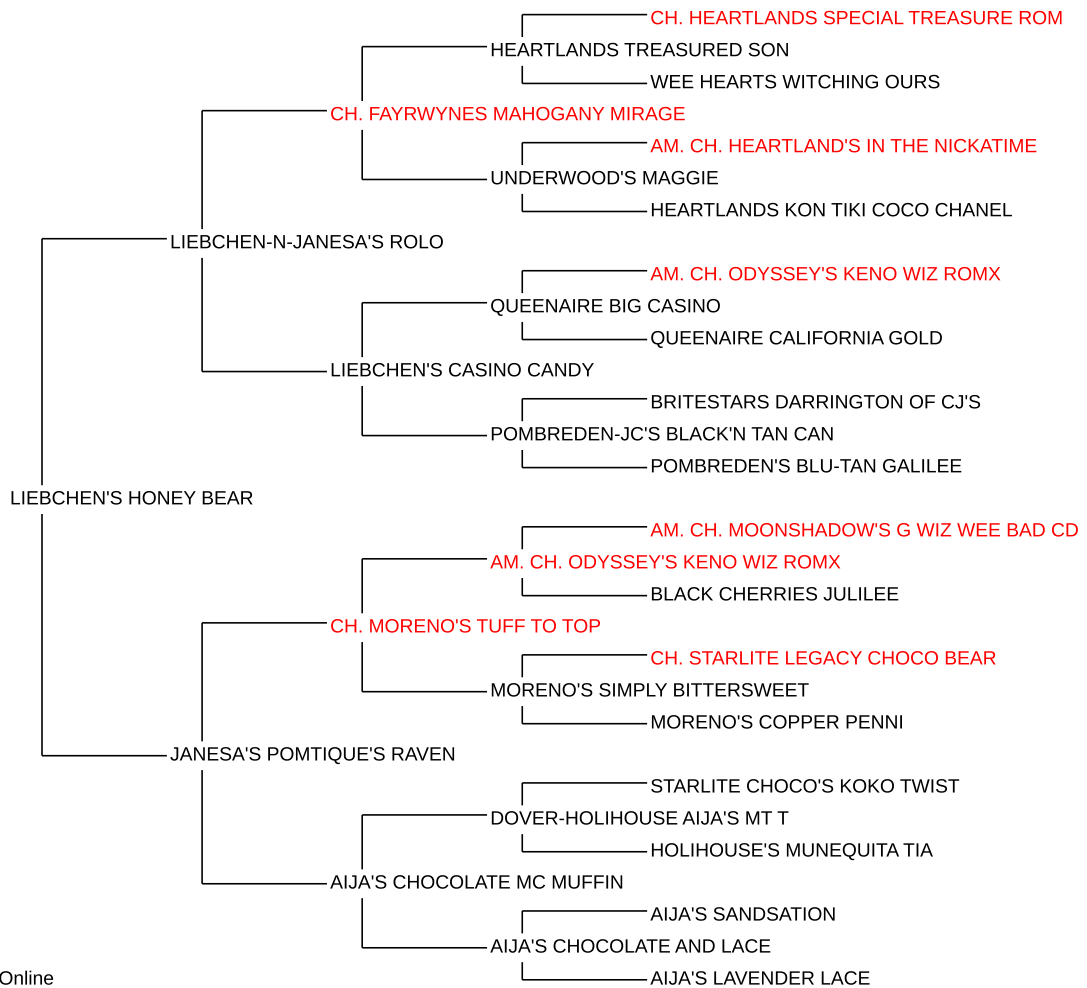 CH. HEARTLANDS SPECIAL TREASURE ROM
HEARTLANDS TREASURED SON
WEE HEARTS WITCHING OURS
CH. FAYRWYNES MAHOGANY MIRAGE
AM. CH. HEARTLAND'S IN THE NICKATIME
UNDERWOOD'S MAGGIE
HEARTLANDS KON TIKI COCO CHANEL
LIEBCHEN-N-JANESA'S ROLO
AM. CH. ODYSSEY'S KENO WIZ ROMX
QUEENAIRE BIG CASINO
QUEENAIRE CALIFORNIA GOLD
LIEBCHEN'S CASINO CANDY
BRITESTARS DARRINGTON OF CJ'S
POMBREDEN-JC'S BLACK'N TAN CAN
POMBREDEN'S BLU-TAN GALILEE
LIEBCHEN'S HONEY BEAR
AM. CH. MOONSHADOW'S G WIZ WEE BAD CD
AM. CH. ODYSSEY'S KENO WIZ ROMX
BLACK CHERRIES JULILEE
CH. MORENO'S TUFF TO TOP
CH. STARLITE LEGACY CHOCO BEAR
MORENO'S SIMPLY BITTERSWEET
MORENO'S COPPER PENNI
JANESA'S POMTIQUE'S RAVEN
STARLITE CHOCO'S KOKO TWIST
DOVER-HOLIHOUSE AIJA'S MT T
HOLIHOUSE'S MUNEQUITA TIA
AIJA'S CHOCOLATE MC MUFFIN
AIJA'S SANDSATION
AIJA'S CHOCOLATE AND LACE
AIJA'S LAVENDER LACE
Online